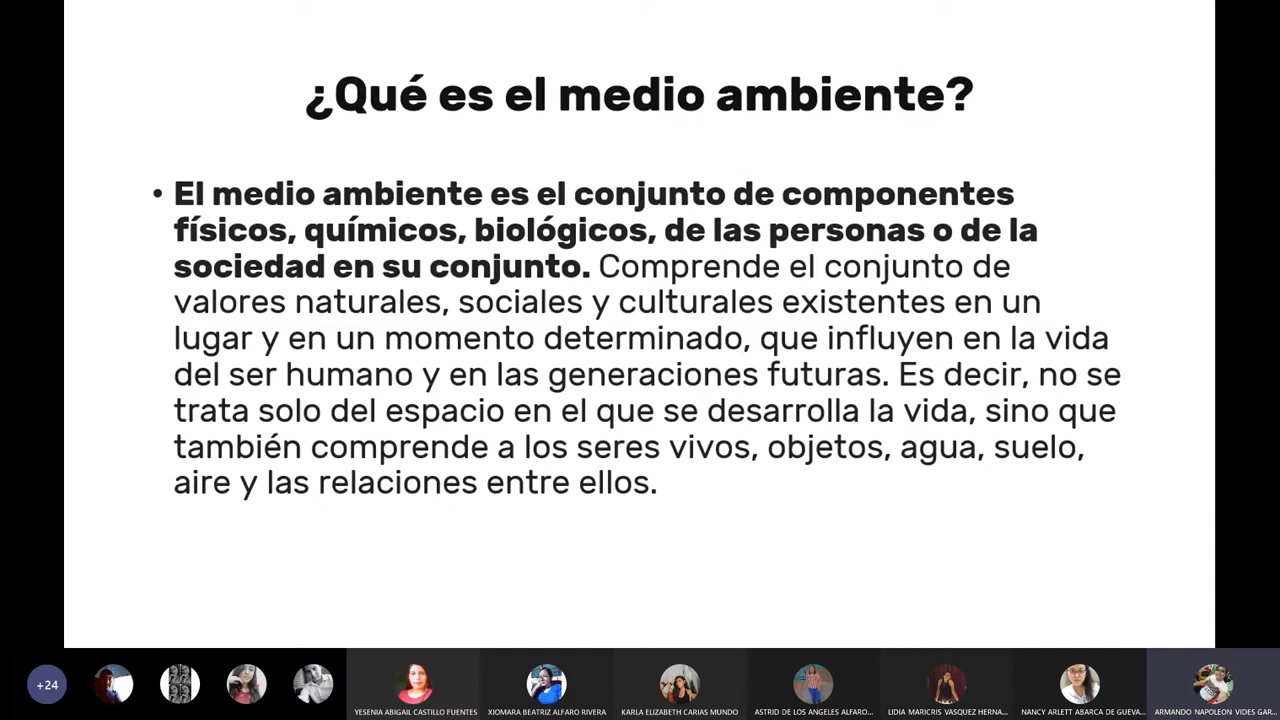 ¿Qué es el medio ambiente?
• El medio ambiente es el conjunto de componentes
físicos, químicos, biológicos, de las personas o de la
sociedad en su conjunto. Comprende el conjunto de
valores naturales, sociales y culturales existentes en un
lugar y en un momento determinado, que influyen en la vida
del ser humano y en las generaciones futuras. Es decir, no se
trata solo del espacio en el que se desarrolla la vida, sino que
también comprende a los seres vivos, objetos, agua, suelo,
aire y las relaciones entre ellos.
+24
YESENIA ABIGAIL CASTILLO FUENTES
XIOMARA BEATRIZ ALFARO RIVERA
KARLA ELIZABETH CARIAS MUNDO
ASTRID DE LOS ANGELES ALFARO...
LIDIA MARICRIS VASQUEZ HERNA...
NANCY ARLETT ABARCA DE GUEVA...
ARMANDO NAPOLEON VIDES GAR...